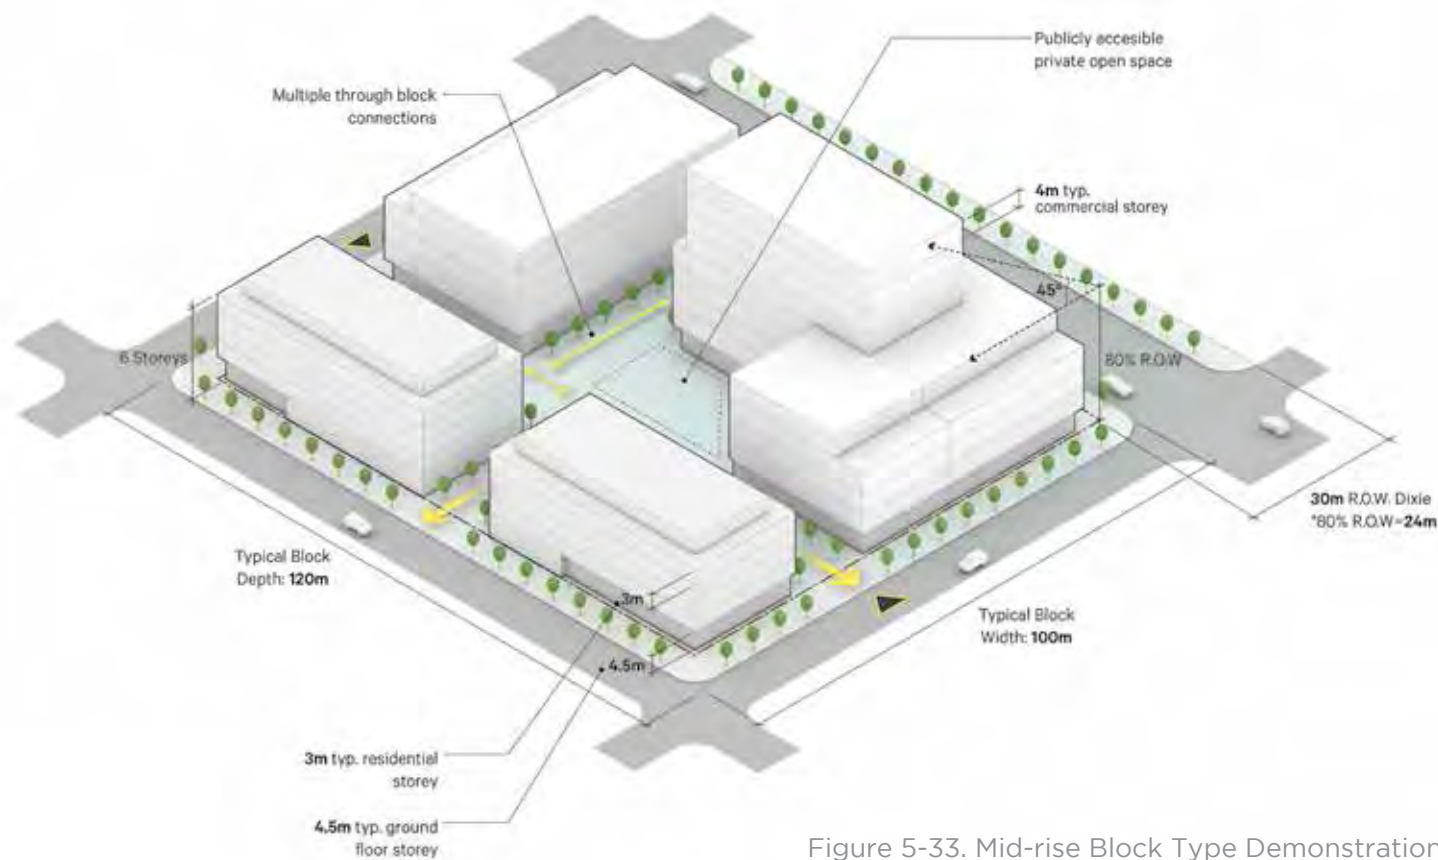 Publicly accesible
private open space
Multiple through block
connections
4m typ.
commercial storey
45°
6 Storeys
80% R.O.W
30m R.O.W. Dixie
*80% R.O.W=24m
Typical Block
Depth: 120m
3m
Typical Block
Width: 100m
4.5m
3m typ. residential
storey
4.5m typ. ground
floor storey
Figure 5-33. Mid-rise Block Type Demonstration